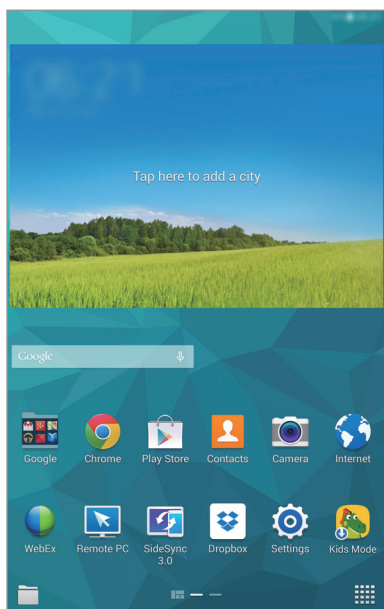 Tap here to add a city
Google
Google Chrome Play Store Contacts Camera Internet
WebEx Remote PC SideSync 3.0 Dropbox Settings Kids Mode